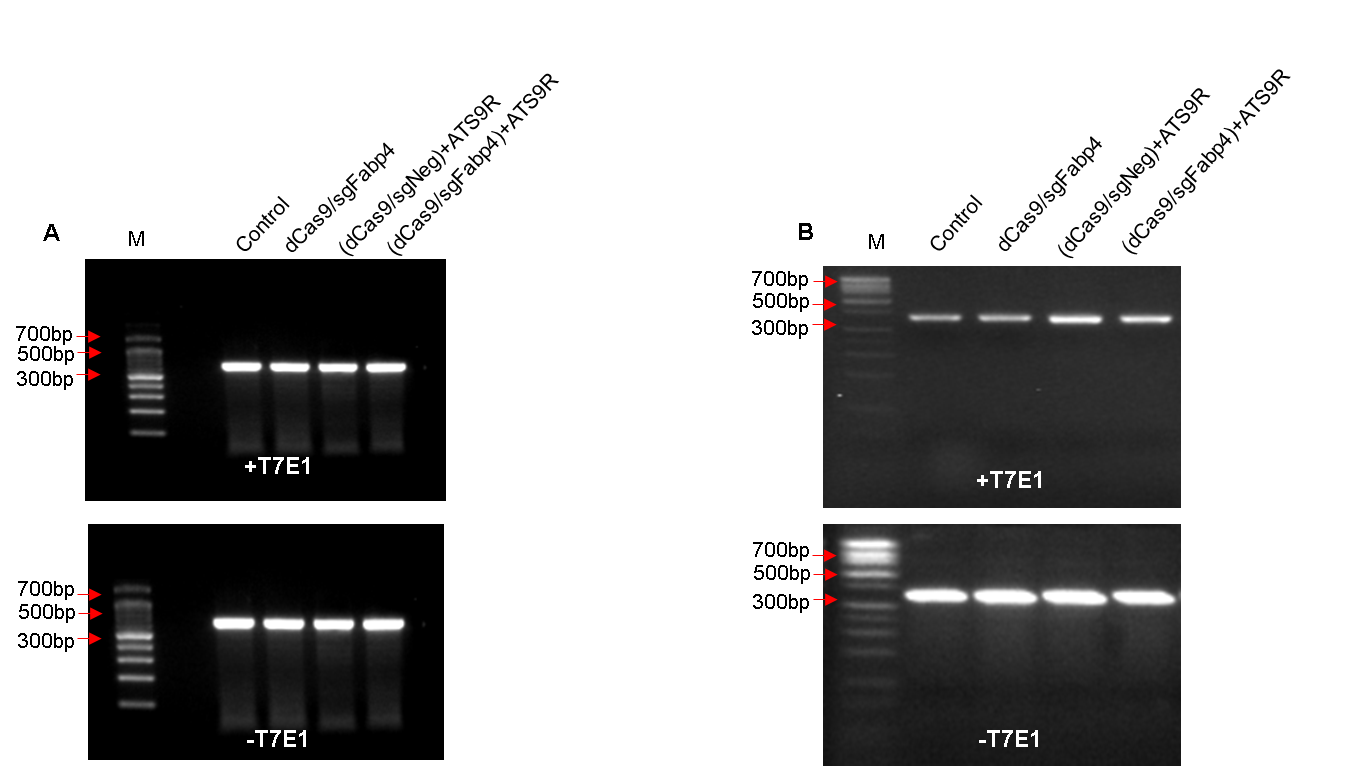 A
M
Control
dCas9/sgFabp4
(dCas9/sgNeg)+ATS9R
(dCas9/sgFabp4)+ATS9R
700bp
500bp
300bp
+T7E1
700bp
500bp
300bp
-T7E1
B
M
Control
dCas9/sgFabp4
(dCas9/sgNeg)+ATS9R
(dCas9/sgFabp4)+ATS9R
700bp
500bp
300bp
+T7E1
700bp
500bp
300bp
-T7E1